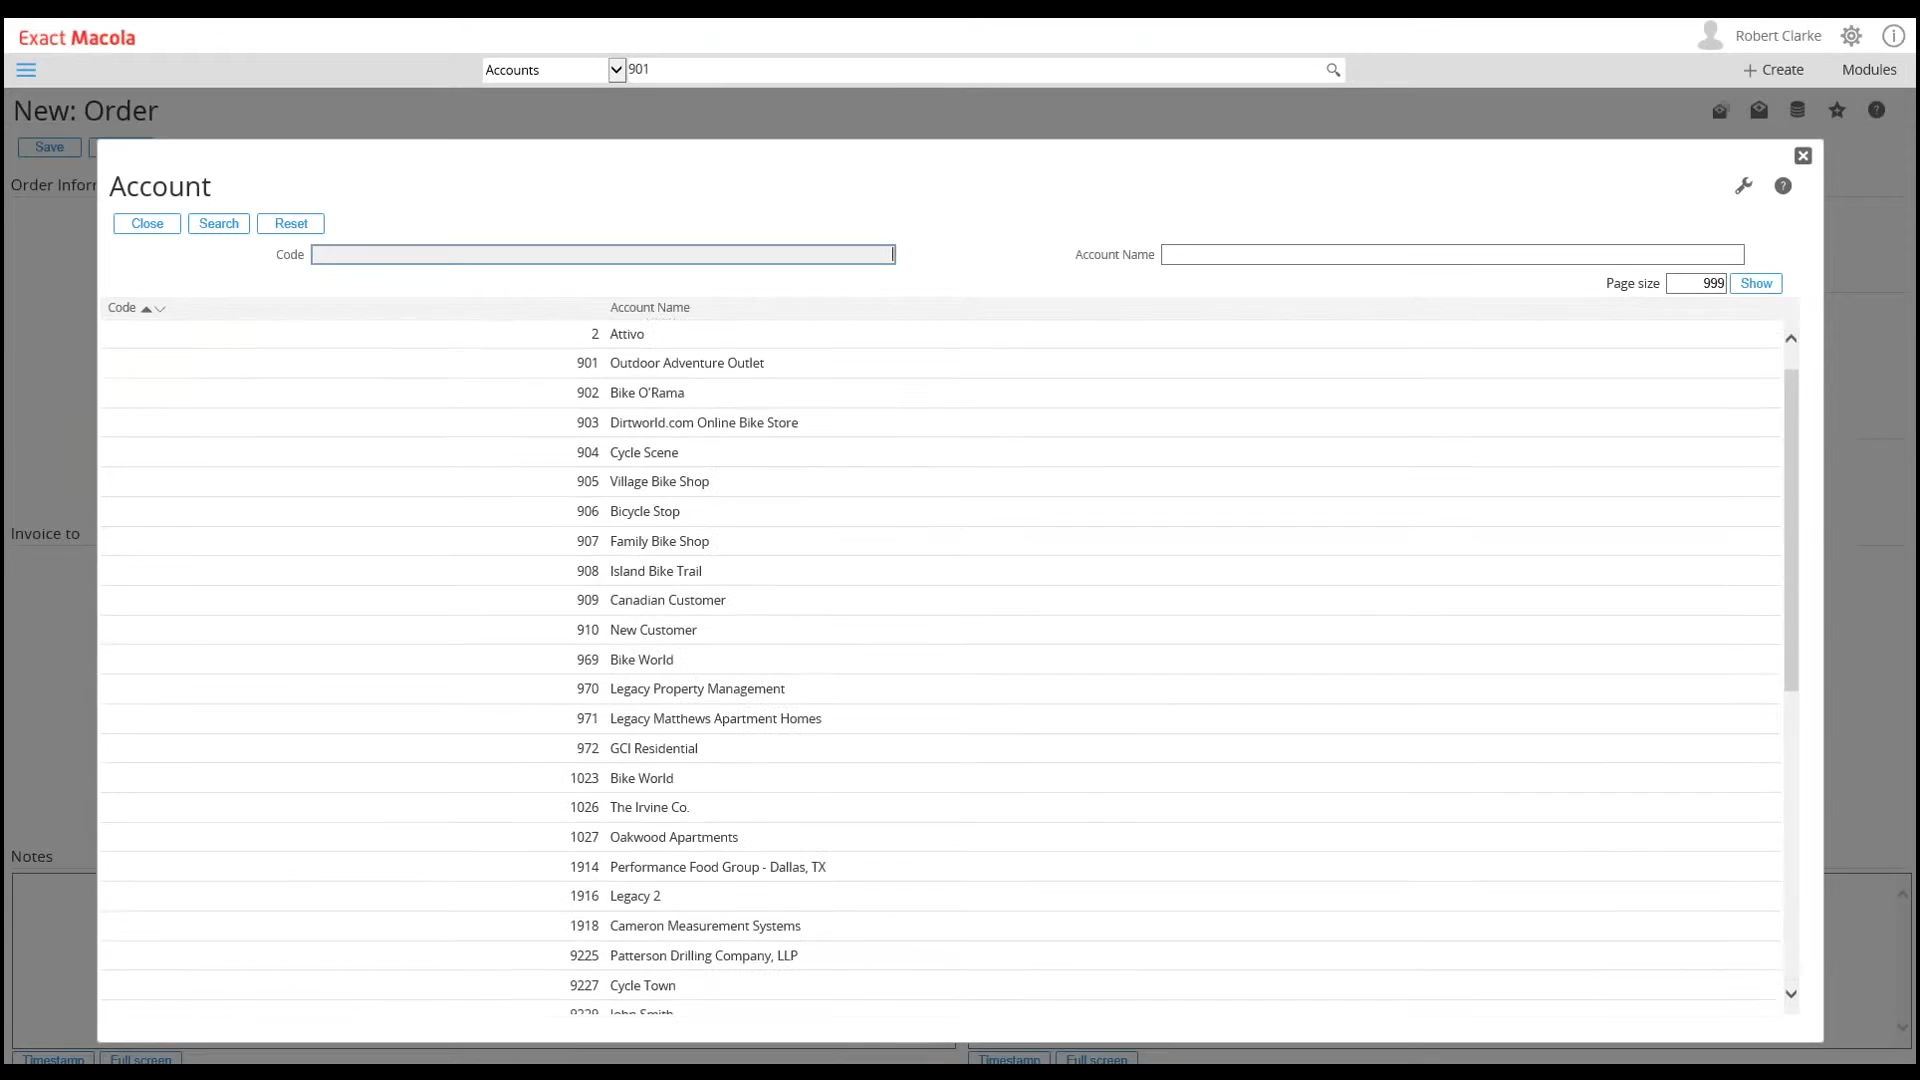 Exact Macola
Robert Clarke
Accounts 901
Create Modules
New: Order
Save
Order Inform
Account
Close Search Reset
Code
Account Name
Page size 999 Show
Code Account Name
2 Attivo
901 Outdoor Adventure Outlet
902 Bike O'Rama
903 Dirtworld.com Online Bike Store
904 Cycle Scene
905 Village Bike Shop
906 Bicycle Stop
907 Family Bike Shop
908 Island Bike Trail
909 Canadian Customer
910 New Customer
969 Bike World
970 Legacy Property Management
971 Legacy Matthews Apartment Homes
972 GCI Residential
1023 Bike World
1026 The Irvine Co.
1027 Oakwood Apartments
1914 Performance Food Group - Dallas, TX
1916 Legacy 2
1918 Cameron Measurement Systems
9225 Patterson Drilling Company, LLP
9227 Cycle Town
9229 John Smith
Invoice to
Notes
Timestamp Full screen Timestamp Full screen